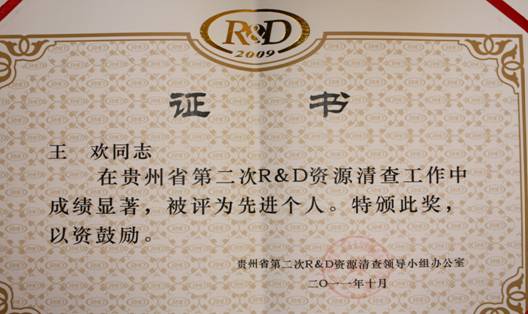 R&D
2009
证 书
王 欢同志
在贵州省第二次R&D资源清查工作中
成绩显著，被评为先进个人。特颁此奖，
以资鼓励。
贵州省第二次R&D资源清查领导小组办公室
二〇一一年十月